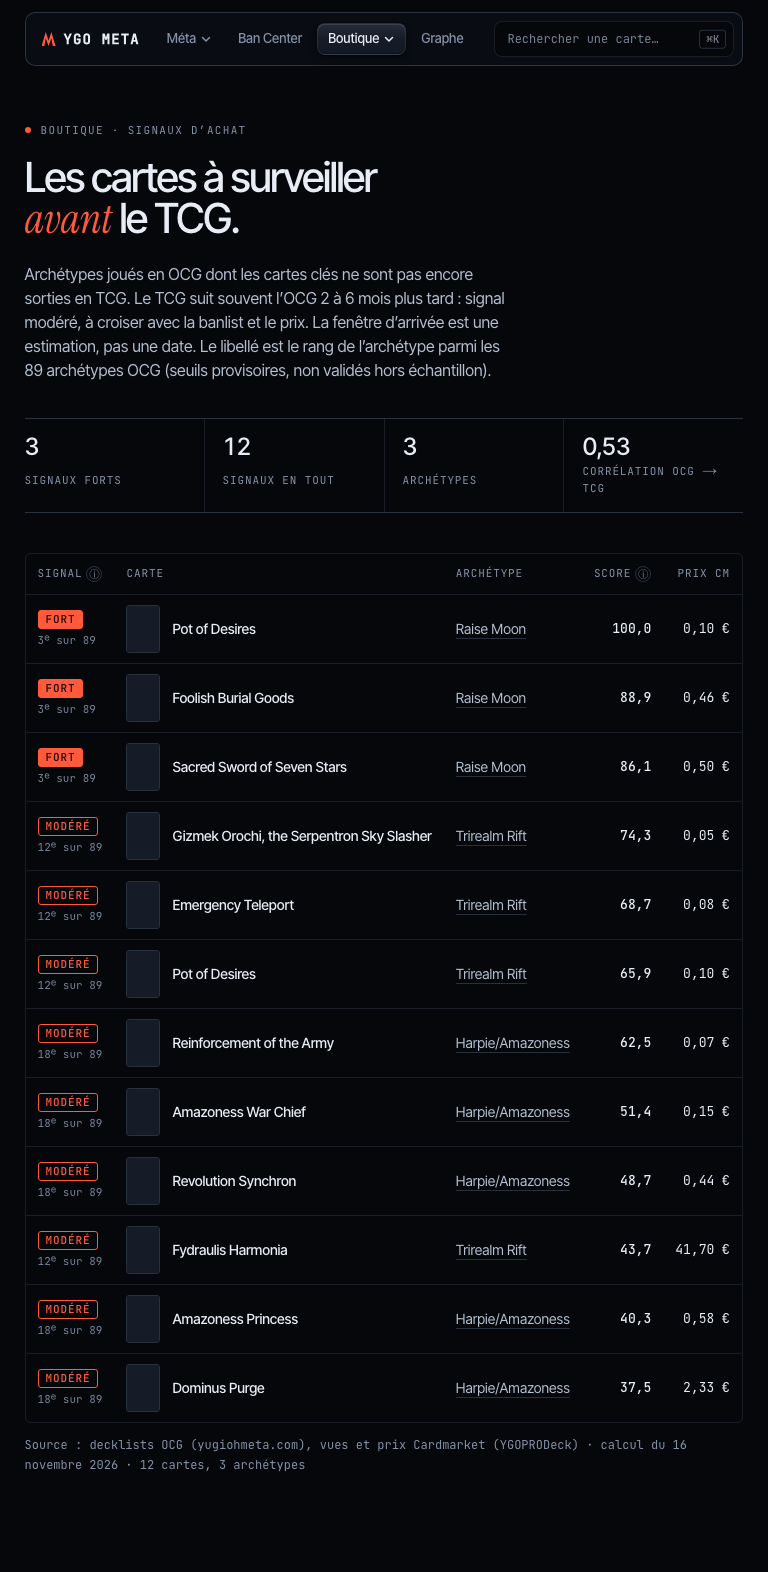 YGO META Méta Ban Center Boutique Graphe Rechercher une carte… ⌘K
BOUTIQUE · SIGNAUX D’ACHAT
Les cartes à surveiller
avant le TCG.
Archétypes joués en OCG dont les cartes clés ne sont pas encore
sorties en TCG. Le TCG suit souvent l’OCG 2 à 6 mois plus tard : signal
modéré, à croiser avec la banlist et le prix. La fenêtre d’arrivée est une
estimation, pas une date. Le libellé est le rang de l’archétype parmi les
89 archétypes OCG (seuils provisoires, non validés hors échantillon).
3 12 3 0,53
SIGNAUX FORTS SIGNAUX EN TOUT ARCHÉTYPES CORRÉLATION OCG →
TCG
SIGNAL ⓘ CARTE ARCHÉTYPE SCORE ⓘ PRIX CM
FORT
3e sur 89 Pot of Desires Raise Moon 100,0 0,10 €
FORT
3e sur 89 Foolish Burial Goods Raise Moon 88,9 0,46 €
FORT
3e sur 89 Sacred Sword of Seven Stars Raise Moon 86,1 0,50 €
MODÉRÉ
12e sur 89 Gizmek Orochi, the Serpentron Sky Slasher Trirealm Rift 74,3 0,05 €
MODÉRÉ
12e sur 89 Emergency Teleport Trirealm Rift 68,7 0,08 €
MODÉRÉ
12e sur 89 Pot of Desires Trirealm Rift 65,9 0,10 €
MODÉRÉ
18e sur 89 Reinforcement of the Army Harpie/Amazoness 62,5 0,07 €
MODÉRÉ
18e sur 89 Amazoness War Chief Harpie/Amazoness 51,4 0,15 €
MODÉRÉ
18e sur 89 Revolution Synchron Harpie/Amazoness 48,7 0,44 €
MODÉRÉ
12e sur 89 Fydraulis Harmonia Trirealm Rift 43,7 41,70 €
MODÉRÉ
18e sur 89 Amazoness Princess Harpie/Amazoness 40,3 0,58 €
MODÉRÉ
18e sur 89 Dominus Purge Harpie/Amazoness 37,5 2,33 €
Source : decklists OCG (yugiohmeta.com), vues et prix Cardmarket (YGOPRODeck) · calcul du 16
novembre 2026 · 12 cartes, 3 archétypes